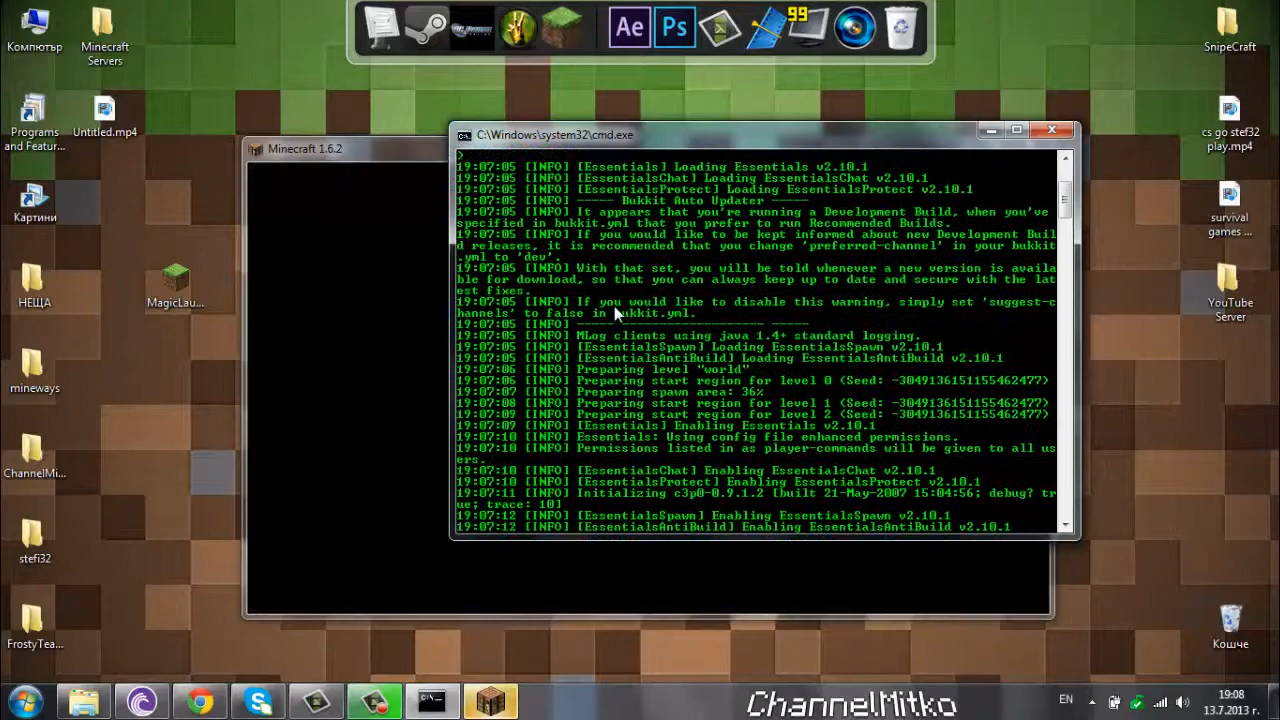 Компютър
Minecraft
Servers
Programs
and Featur...
Untitled.mp4
Картини
НЕЩА
MagicLau...
mineways
ChannelMi...
stefi32
FrostyTea...
Ae
Ps
99
SnipeCraft
cs go stef32
play.mp4
survival
games ...
YouTube
Server
Кошче
Minecraft 1.6.2
C:\Windows\system32\cmd.exe
>
19:07:05 [INFO] [Essentials] Loading Essentials v2.10.1
19:07:05 [INFO] [EssentialsChat] Loading EssentialsChat v2.10.1
19:07:05 [INFO] [EssentialsProtect] Loading EssentialsProtect v2.10.1
19:07:05 [INFO] ----- Bukkit Auto Updater -----
19:07:05 [INFO] It appears that you're running a Development Build, when you've
specified in bukkit.yml that you prefer to run Recommended Builds.
19:07:05 [INFO] If you would like to be kept informed about new Development Buil
d releases, it is recommended that you change 'preferred-channel' in your bukkit
.yml to 'dev'.
19:07:05 [INFO] With that set, you will be told whenever a new version is availa
ble for download, so that you can always keep up to date and secure with the lat
est fixes.
19:07:05 [INFO] If you would like to disable this warning, simply set 'suggest-c
hannels' to false in bukkit.yml.
19:07:05 [INFO] ----- ------------------- -----
19:07:05 [INFO] MLog clients using java 1.4+ standard logging.
19:07:05 [INFO] [EssentialsSpawn] Loading EssentialsSpawn v2.10.1
19:07:05 [INFO] [EssentialsAntiBuild] Loading EssentialsAntiBuild v2.10.1
19:07:06 [INFO] Preparing level "world"
19:07:06 [INFO] Preparing start region for level 0 (Seed: -3049136151155462477)
19:07:07 [INFO] Preparing spawn area: 36%
19:07:08 [INFO] Preparing start region for level 1 (Seed: -3049136151155462477)
19:07:09 [INFO] Preparing start region for level 2 (Seed: -3049136151155462477)
19:07:09 [INFO] [Essentials] Enabling Essentials v2.10.1
19:07:10 [INFO] Essentials: Using config file enhanced permissions.
19:07:10 [INFO] Permissions listed in as player-commands will be given to all us
ers.
19:07:10 [INFO] [EssentialsChat] Enabling EssentialsChat v2.10.1
19:07:10 [INFO] [EssentialsProtect] Enabling EssentialsProtect v2.10.1
19:07:11 [INFO] Initializing c3p0-0.9.1.2 [built 21-May-2007 15:04:56; debug? tr
ue; trace: 10]
19:07:12 [INFO] [EssentialsSpawn] Enabling EssentialsSpawn v2.10.1
19:07:12 [INFO] [EssentialsAntiBuild] Enabling EssentialsAntiBuild v2.10.1
ChannelMitko
EN
19:08
13.7.2013 г.